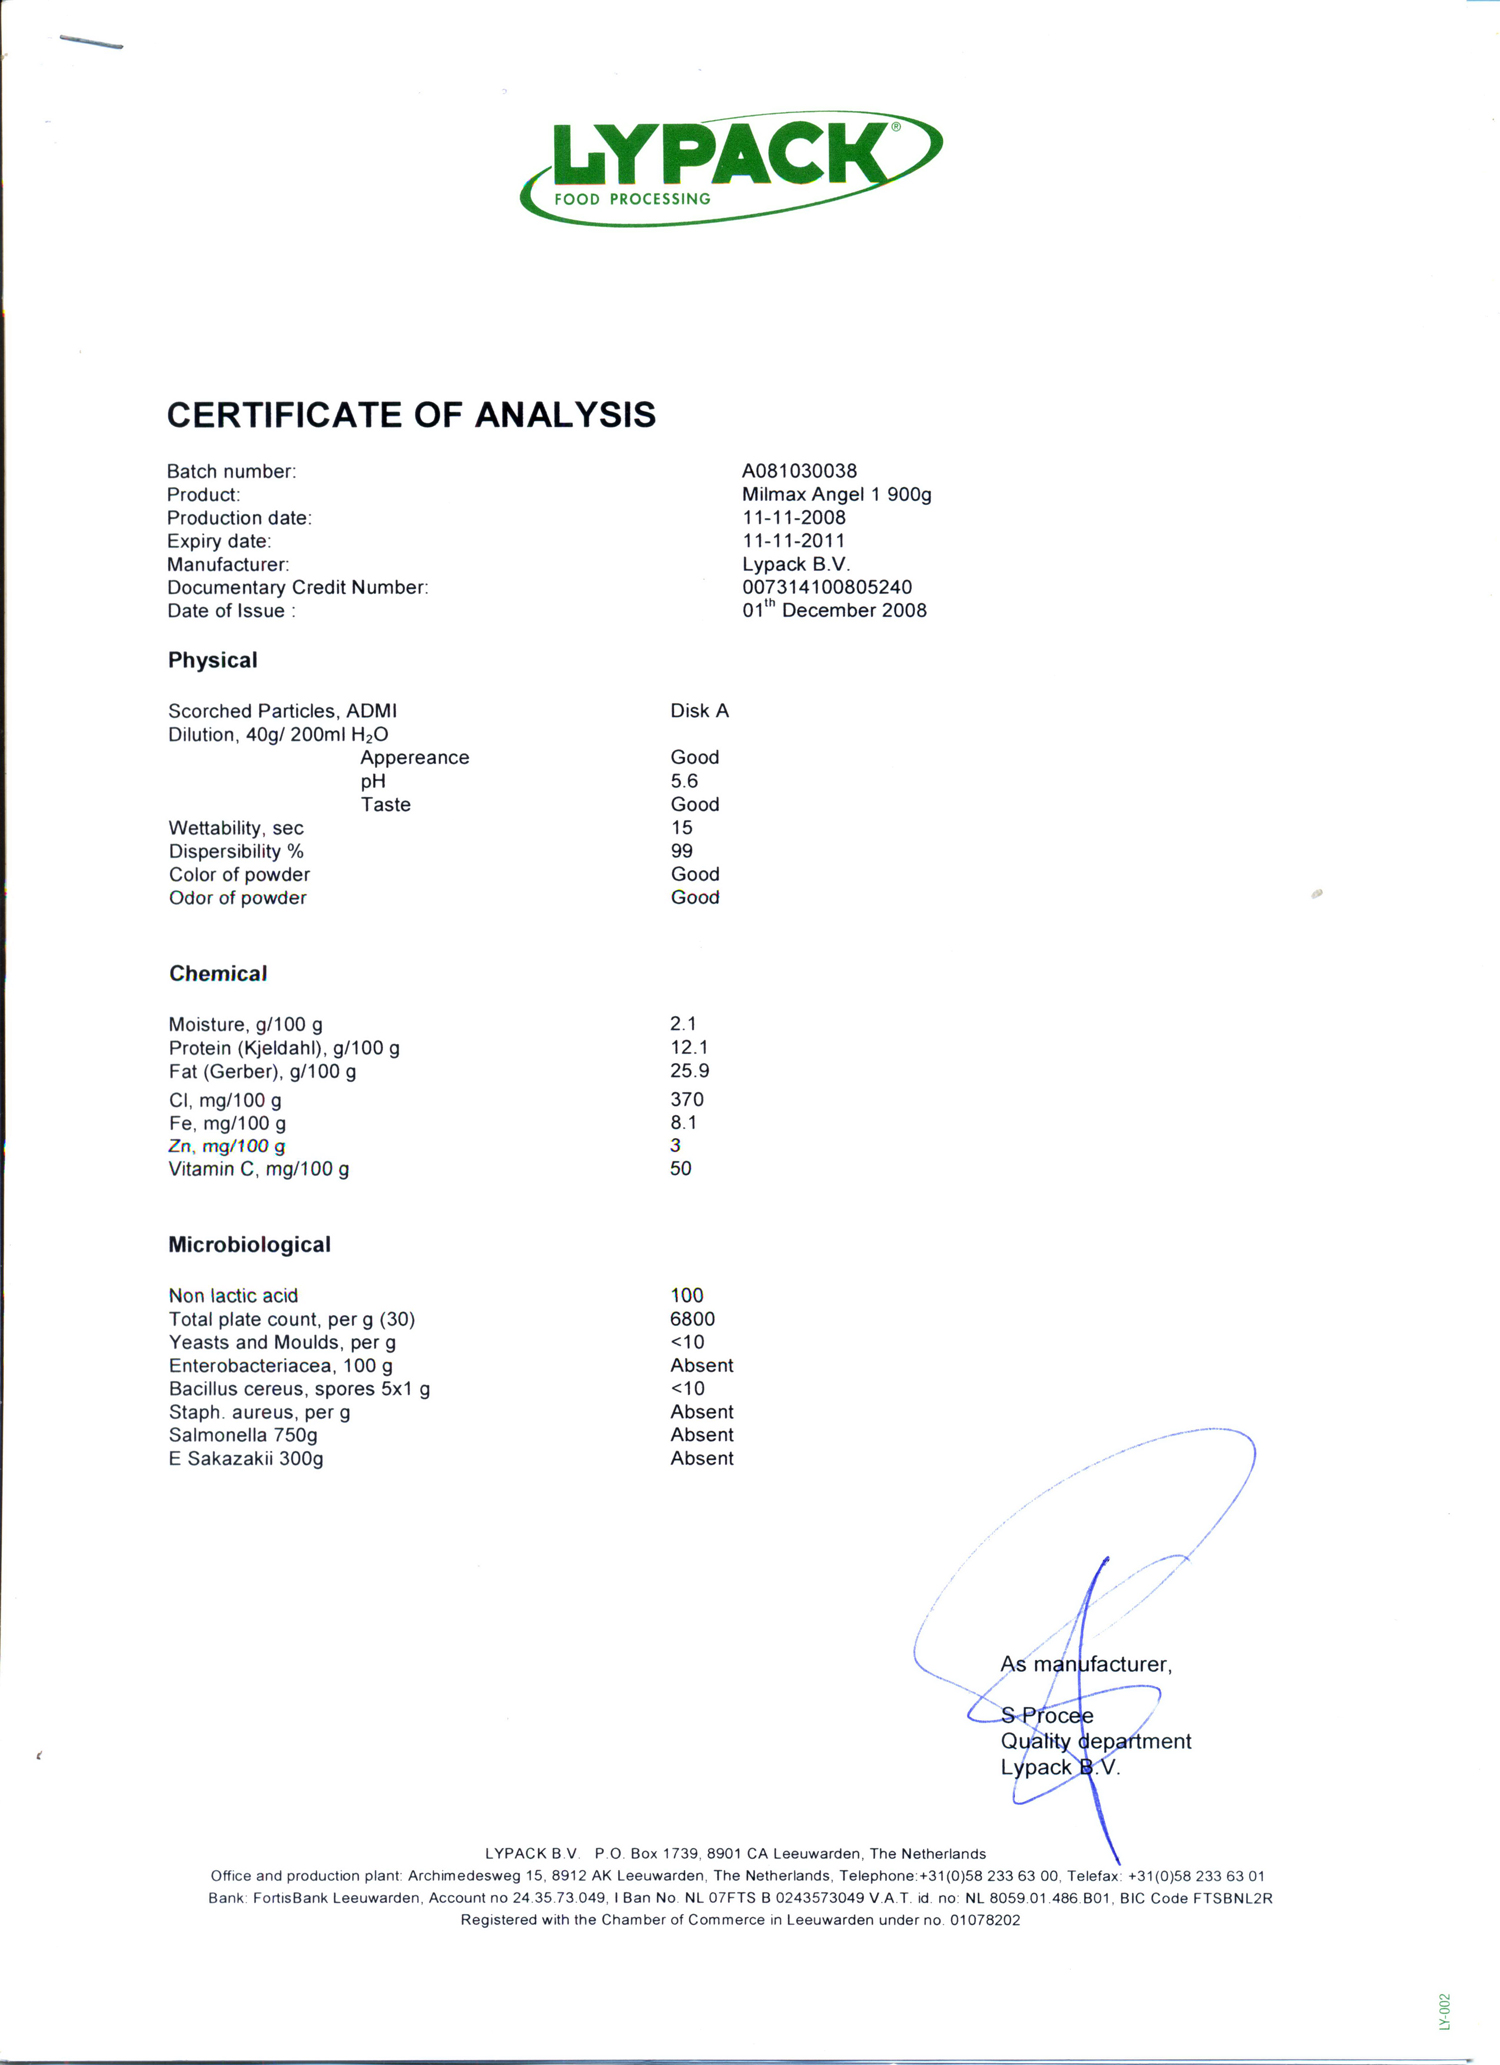 LYPACK®
FOOD PROCESSING
CERTIFICATE OF ANALYSIS
Batch number: A081030038
Product: Milmax Angel 1 900g
Production date: 11-11-2008
Expiry date: 11-11-2011
Manufacturer: Lypack B.V.
Documentary Credit Number: 007314100805240
Date of Issue : 01th December 2008
Physical
Scorched Particles, ADMI Disk A
Dilution, 40g/ 200ml H2O
Appereance Good
pH 5.6
Taste Good
Wettability, sec 15
Dispersibility % 99
Color of powder Good
Odor of powder Good
Chemical
Moisture, g/100 g 2.1
Protein (Kjeldahl), g/100 g 12.1
Fat (Gerber), g/100 g 25.9
Cl, mg/100 g 370
Fe, mg/100 g 8.1
Zn, mg/100 g 3
Vitamin C, mg/100 g 50
Microbiological
Non lactic acid 100
Total plate count, per g (30) 6800
Yeasts and Moulds, per g <10
Enterobacteriacea, 100 g Absent
Bacillus cereus, spores 5x1 g <10
Staph. aureus, per g Absent
Salmonella 750g Absent
E Sakazakii 300g Absent
As manufacturer,
S Procee
Quality department
Lypack B.V.
LYPACK B.V. P.O. Box 1739, 8901 CA Leeuwarden, The Netherlands
Office and production plant: Archimedesweg 15, 8912 AK Leeuwarden, The Netherlands, Telephone:+31(0)58 233 63 00, Telefax: +31(0)58 233 63 01
Bank: FortisBank Leeuwarden, Account no 24.35.73.049, I Ban No. NL 07FTS B 0243573049 V.A.T. id. no: NL 8059.01.486.B01, BIC Code FTSBNL2R
Registered with the Chamber of Commerce in Leeuwarden under no. 01078202
LY-002